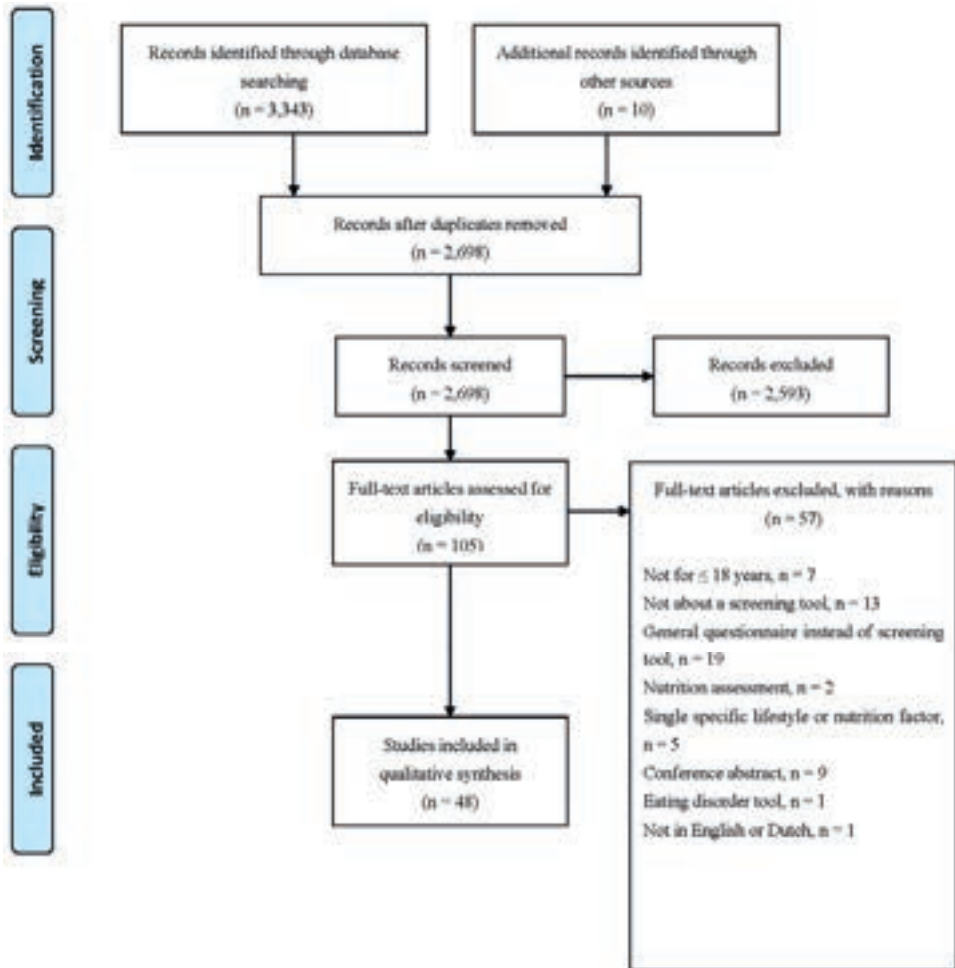 Identification
Records identified through database
searching
(n = 3,343)
Additional records identified through
other sources
(n = 10)
Records after duplicates removed
(n = 2,698)
Screening
Records screened
(n = 2,698)
Records excluded
(n = 2,593)
Eligibility
Full-text articles assessed for
eligibility
(n = 105)
Full-text articles excluded, with reasons
(n = 57)
Not for ≤ 18 years, n = 7
Not about a screening tool, n = 13
General questionnaire instead of screening
tool, n = 19
Nutrition assessment, n = 2
Single specific lifestyle or nutrition factor,
n = 5
Conference abstract, n = 9
Eating disorder tool, n = 1
Not in English or Dutch, n = 1
Included
Studies included in
qualitative synthesis
(n = 48)